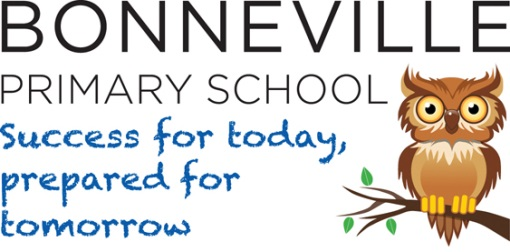 BONNEVILLE
PRIMARY SCHOOL
Success for today,
prepared for
tomorrow